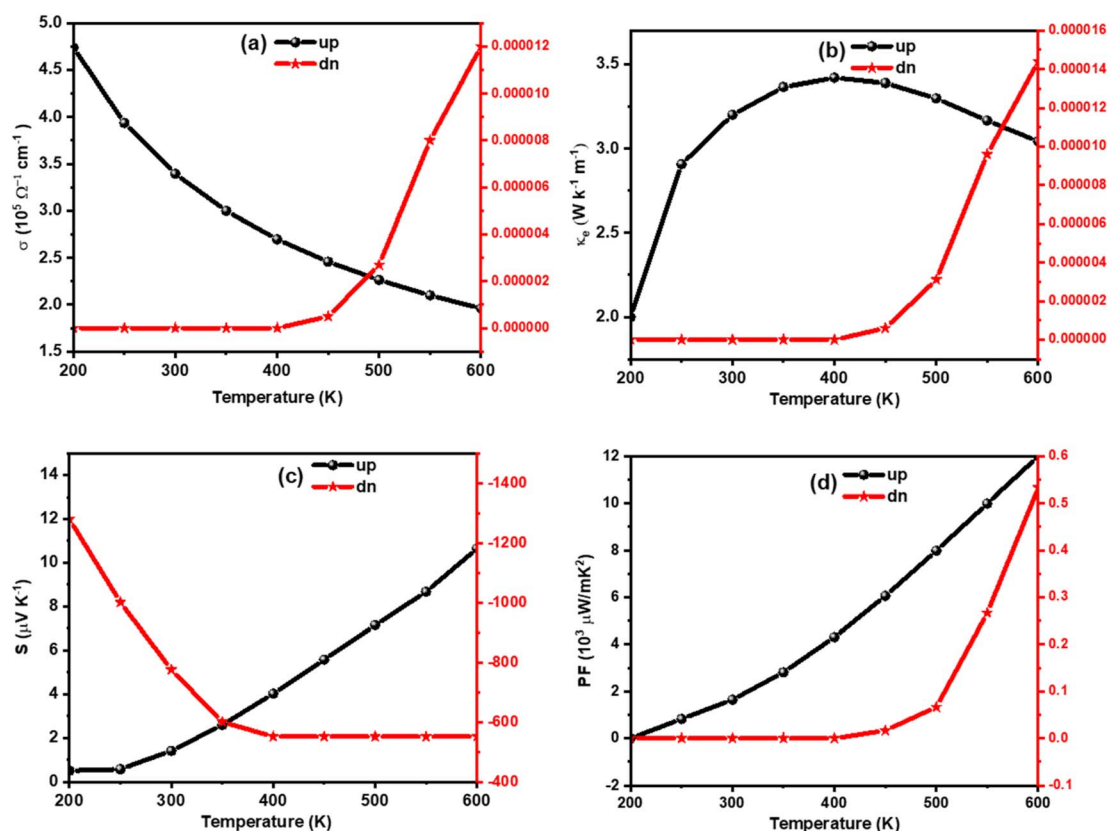 (a)
up
dn
5.0
4.5
4.0
3.5
3.0
2.5
2.0
1.5
σ (10⁵ Ω⁻¹ cm⁻¹)
0.000012
0.000010
0.000008
0.000006
0.000004
0.000002
0.000000
200 300 400 500 600
Temperature (K)
(b)
up
dn
3.5
3.0
2.5
2.0
κₑ (W k⁻¹ m⁻¹)
0.000016
0.000014
0.000012
0.000010
0.000008
0.000006
0.000004
0.000002
0.000000
200 300 400 500 600
Temperature (K)
(c)
up
dn
14
12
10
8
6
4
2
0
S (μV K⁻¹)
-1400
-1200
-1000
-800
-600
-400
200 300 400 500 600
Temperature (K)
(d)
up
dn
12
10
8
6
4
2
0
-2
PF (10³ μW/mK²)
0.6
0.5
0.4
0.3
0.2
0.1
0.0
-0.1
200 300 400 500 600
Temperature (K)